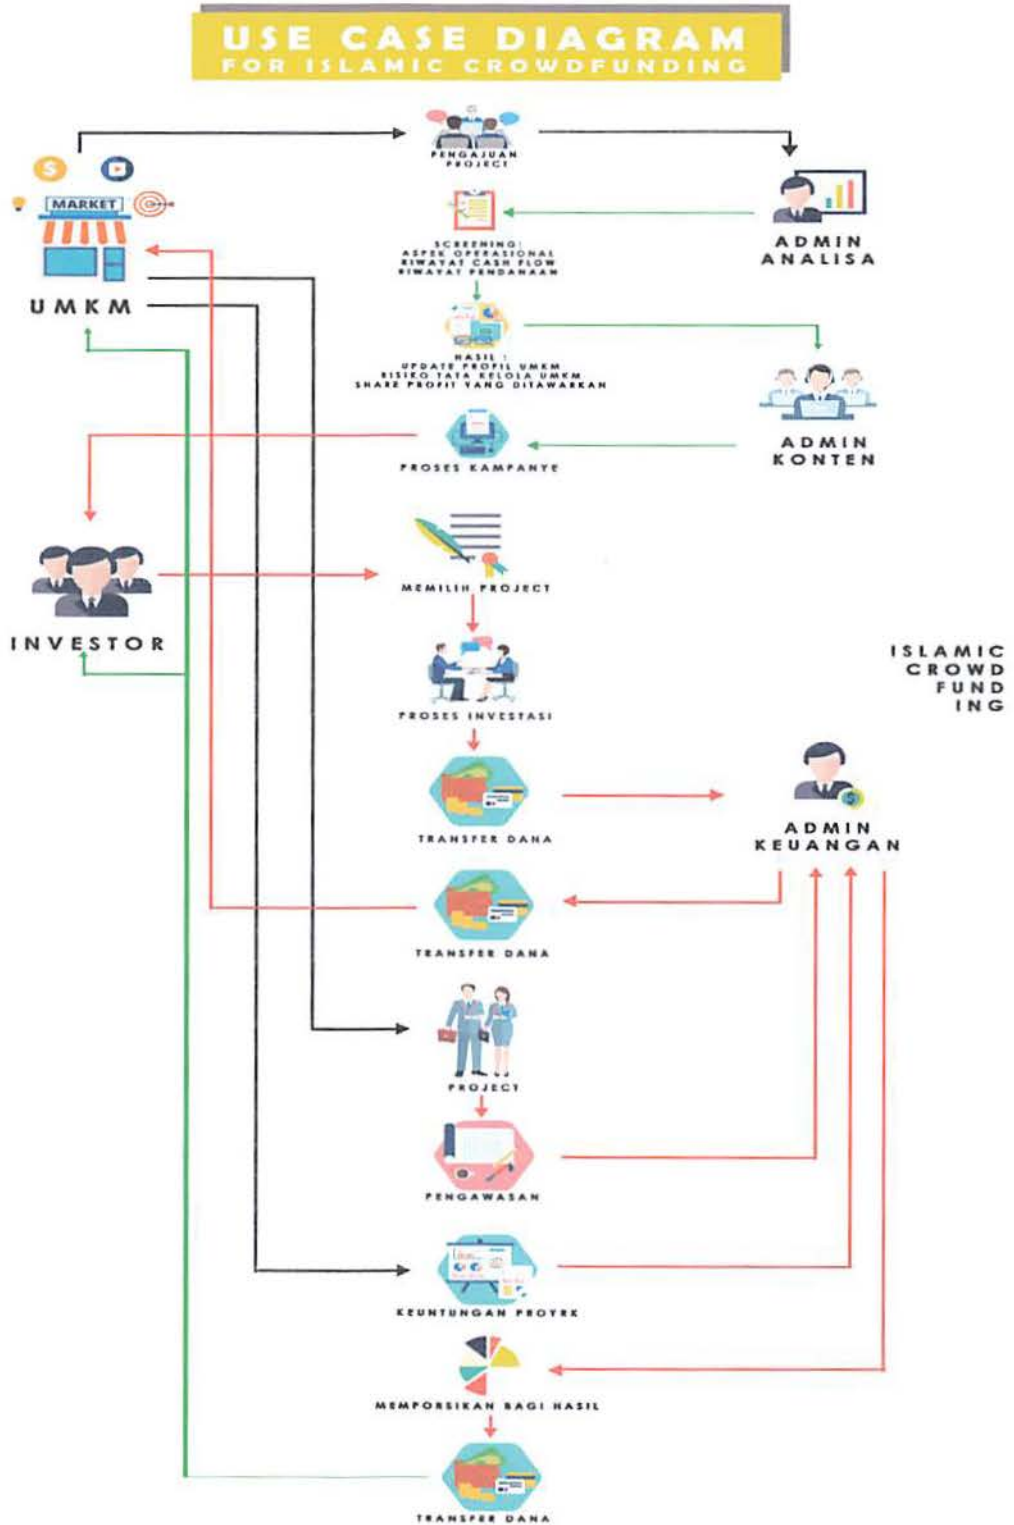 USE CASE DIAGRAM
FOR ISLAMIC CROWDFUNDING
PENGAJUAN
PROJECT
MARKET
UMKM
ADMIN
ANALISA
SCREENING:
ASPEK OPERASIONAL
RIWAYAT CASH FLOW
RIWAYAT PENDANAAN
HASIL :
UPDATE PROFIL UMKM
RISIKO TATA KELOLA UMKM
SHARE PROFIT YANG DITAWARKAN
ADMIN
KONTEN
PROSES KAMPANYE
INVESTOR
MEMILIH PROJECT
PROSES INVESTASI
ISLAMIC
CROWD
FUND
ING
TRANSFER DANA
ADMIN
KEUANGAN
TRANSFER DANA
PROJECT
PENGAWASAN
KEUNTUNGAN PROYRK
MEMPORSIKAN BAGI HASIL
TRANSFER DANA